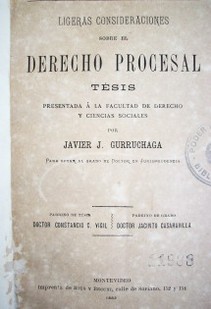 LIGERAS CONSIDERACIONES
SOBRE EL
DERECHO PROCESAL
TÉSIS
PRESENTADA Á LA FACULTAD DE DERECHO
Y CIENCIAS SOCIALES
POR
JAVIER J. GURRUCHAGA
PARA OPTAR AL GRADO DE DOCTOR EN JURISPRUDENCIA
PADRINO DE TÉSIS
PADRINO DE GRADO
DOCTOR CONSTANCIO C. VIGIL
DOCTOR JACINTO CASARAVILLA
MONTEVIDEO